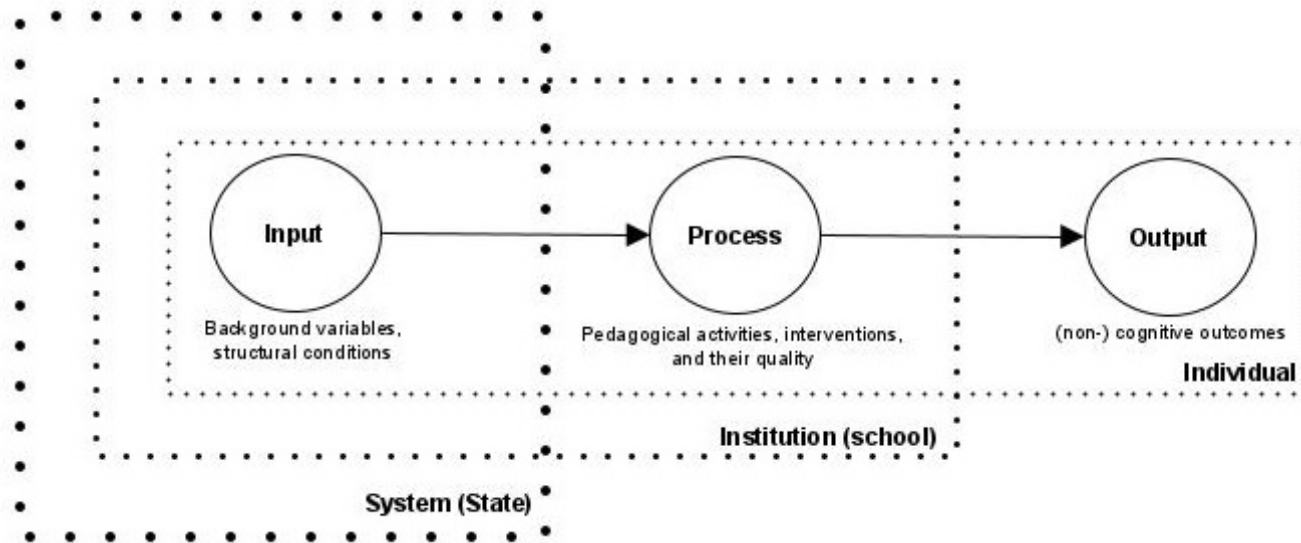 Input
Background variables,
structural conditions
Process
Pedagogical activities, interventions,
and their quality
Output
(non-) cognitive outcomes
Individual
Institution (school)
System (State)